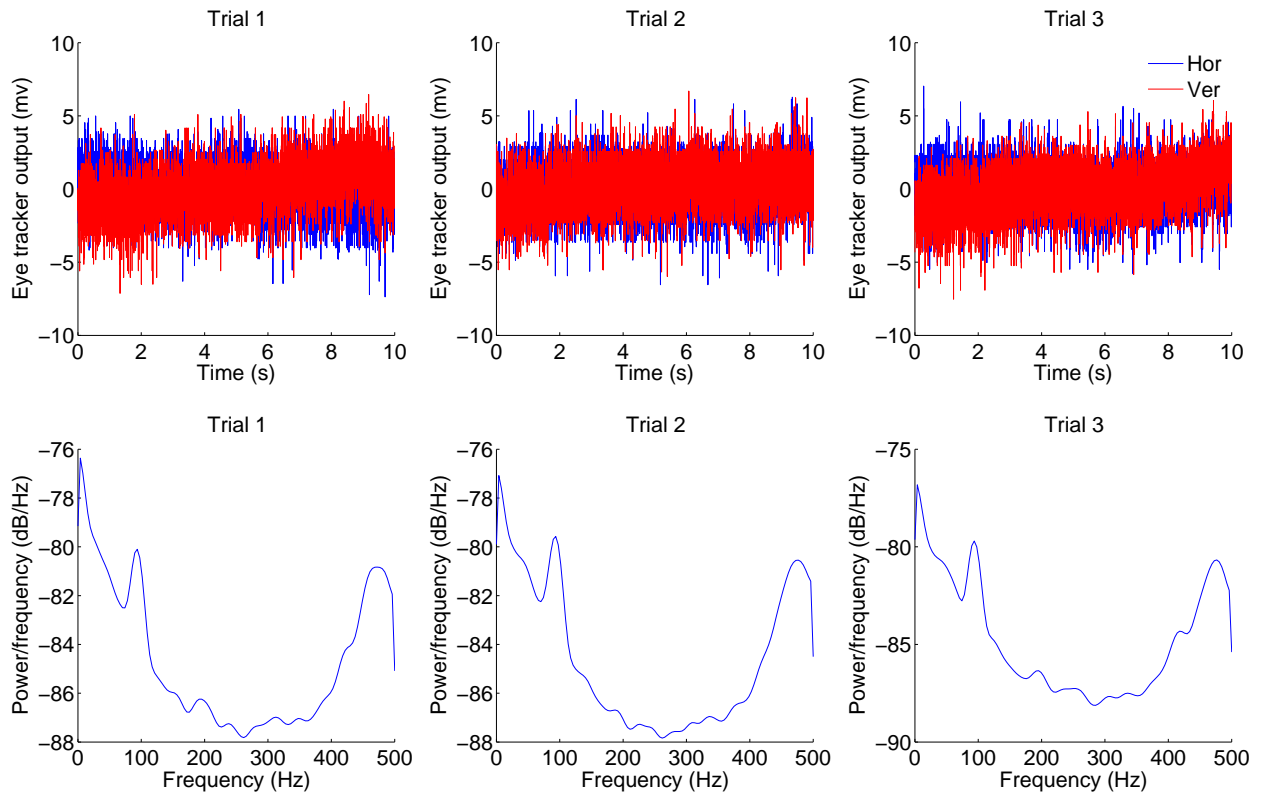 Trial 1
Trial 2
Trial 3
Eye tracker output (mv)
10
5
0
−5
−10
0 2 4 6 8 10
Time (s)
Eye tracker output (mv)
10
5
0
−5
−10
0 2 4 6 8 10
Time (s)
Eye tracker output (mv)
10
5
0
−5
−10
0 2 4 6 8 10
Time (s)
Hor
Ver
Trial 1
Trial 2
Trial 3
Power/frequency (dB/Hz)
−76
−78
−80
−82
−84
−86
−88
0 100 200 300 400 500
Frequency (Hz)
Power/frequency (dB/Hz)
−76
−78
−80
−82
−84
−86
−88
0 100 200 300 400 500
Frequency (Hz)
Power/frequency (dB/Hz)
−75
−80
−85
−90
0 100 200 300 400 500
Frequency (Hz)